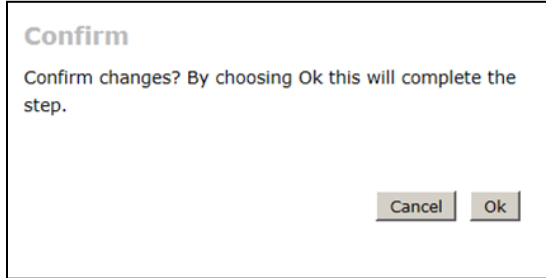 Confirm
Confirm changes? By choosing Ok this will complete the
step.
Cancel Ok